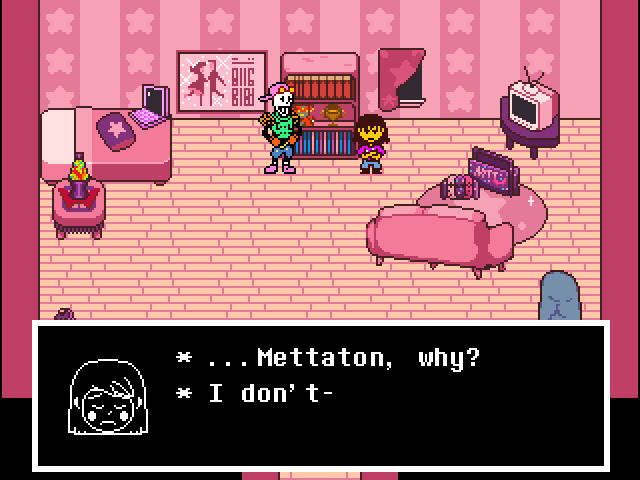 * ...Mettaton, why?
* I don't-